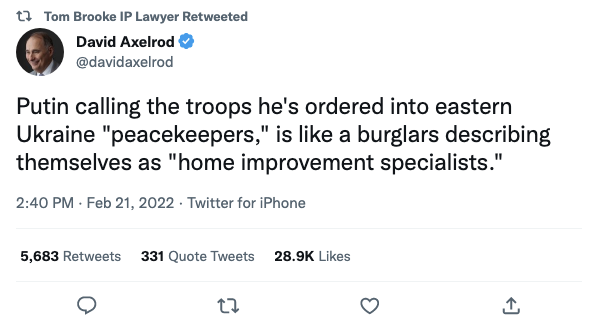 Tom Brooke IP Lawyer Retweeted
David Axelrod
@davidaxelrod
Putin calling the troops he's ordered into eastern
Ukraine "peacekeepers," is like a burglars describing
themselves as "home improvement specialists."
2:40 PM · Feb 21, 2022 · Twitter for iPhone
5,683 Retweets 331 Quote Tweets 28.9K Likes